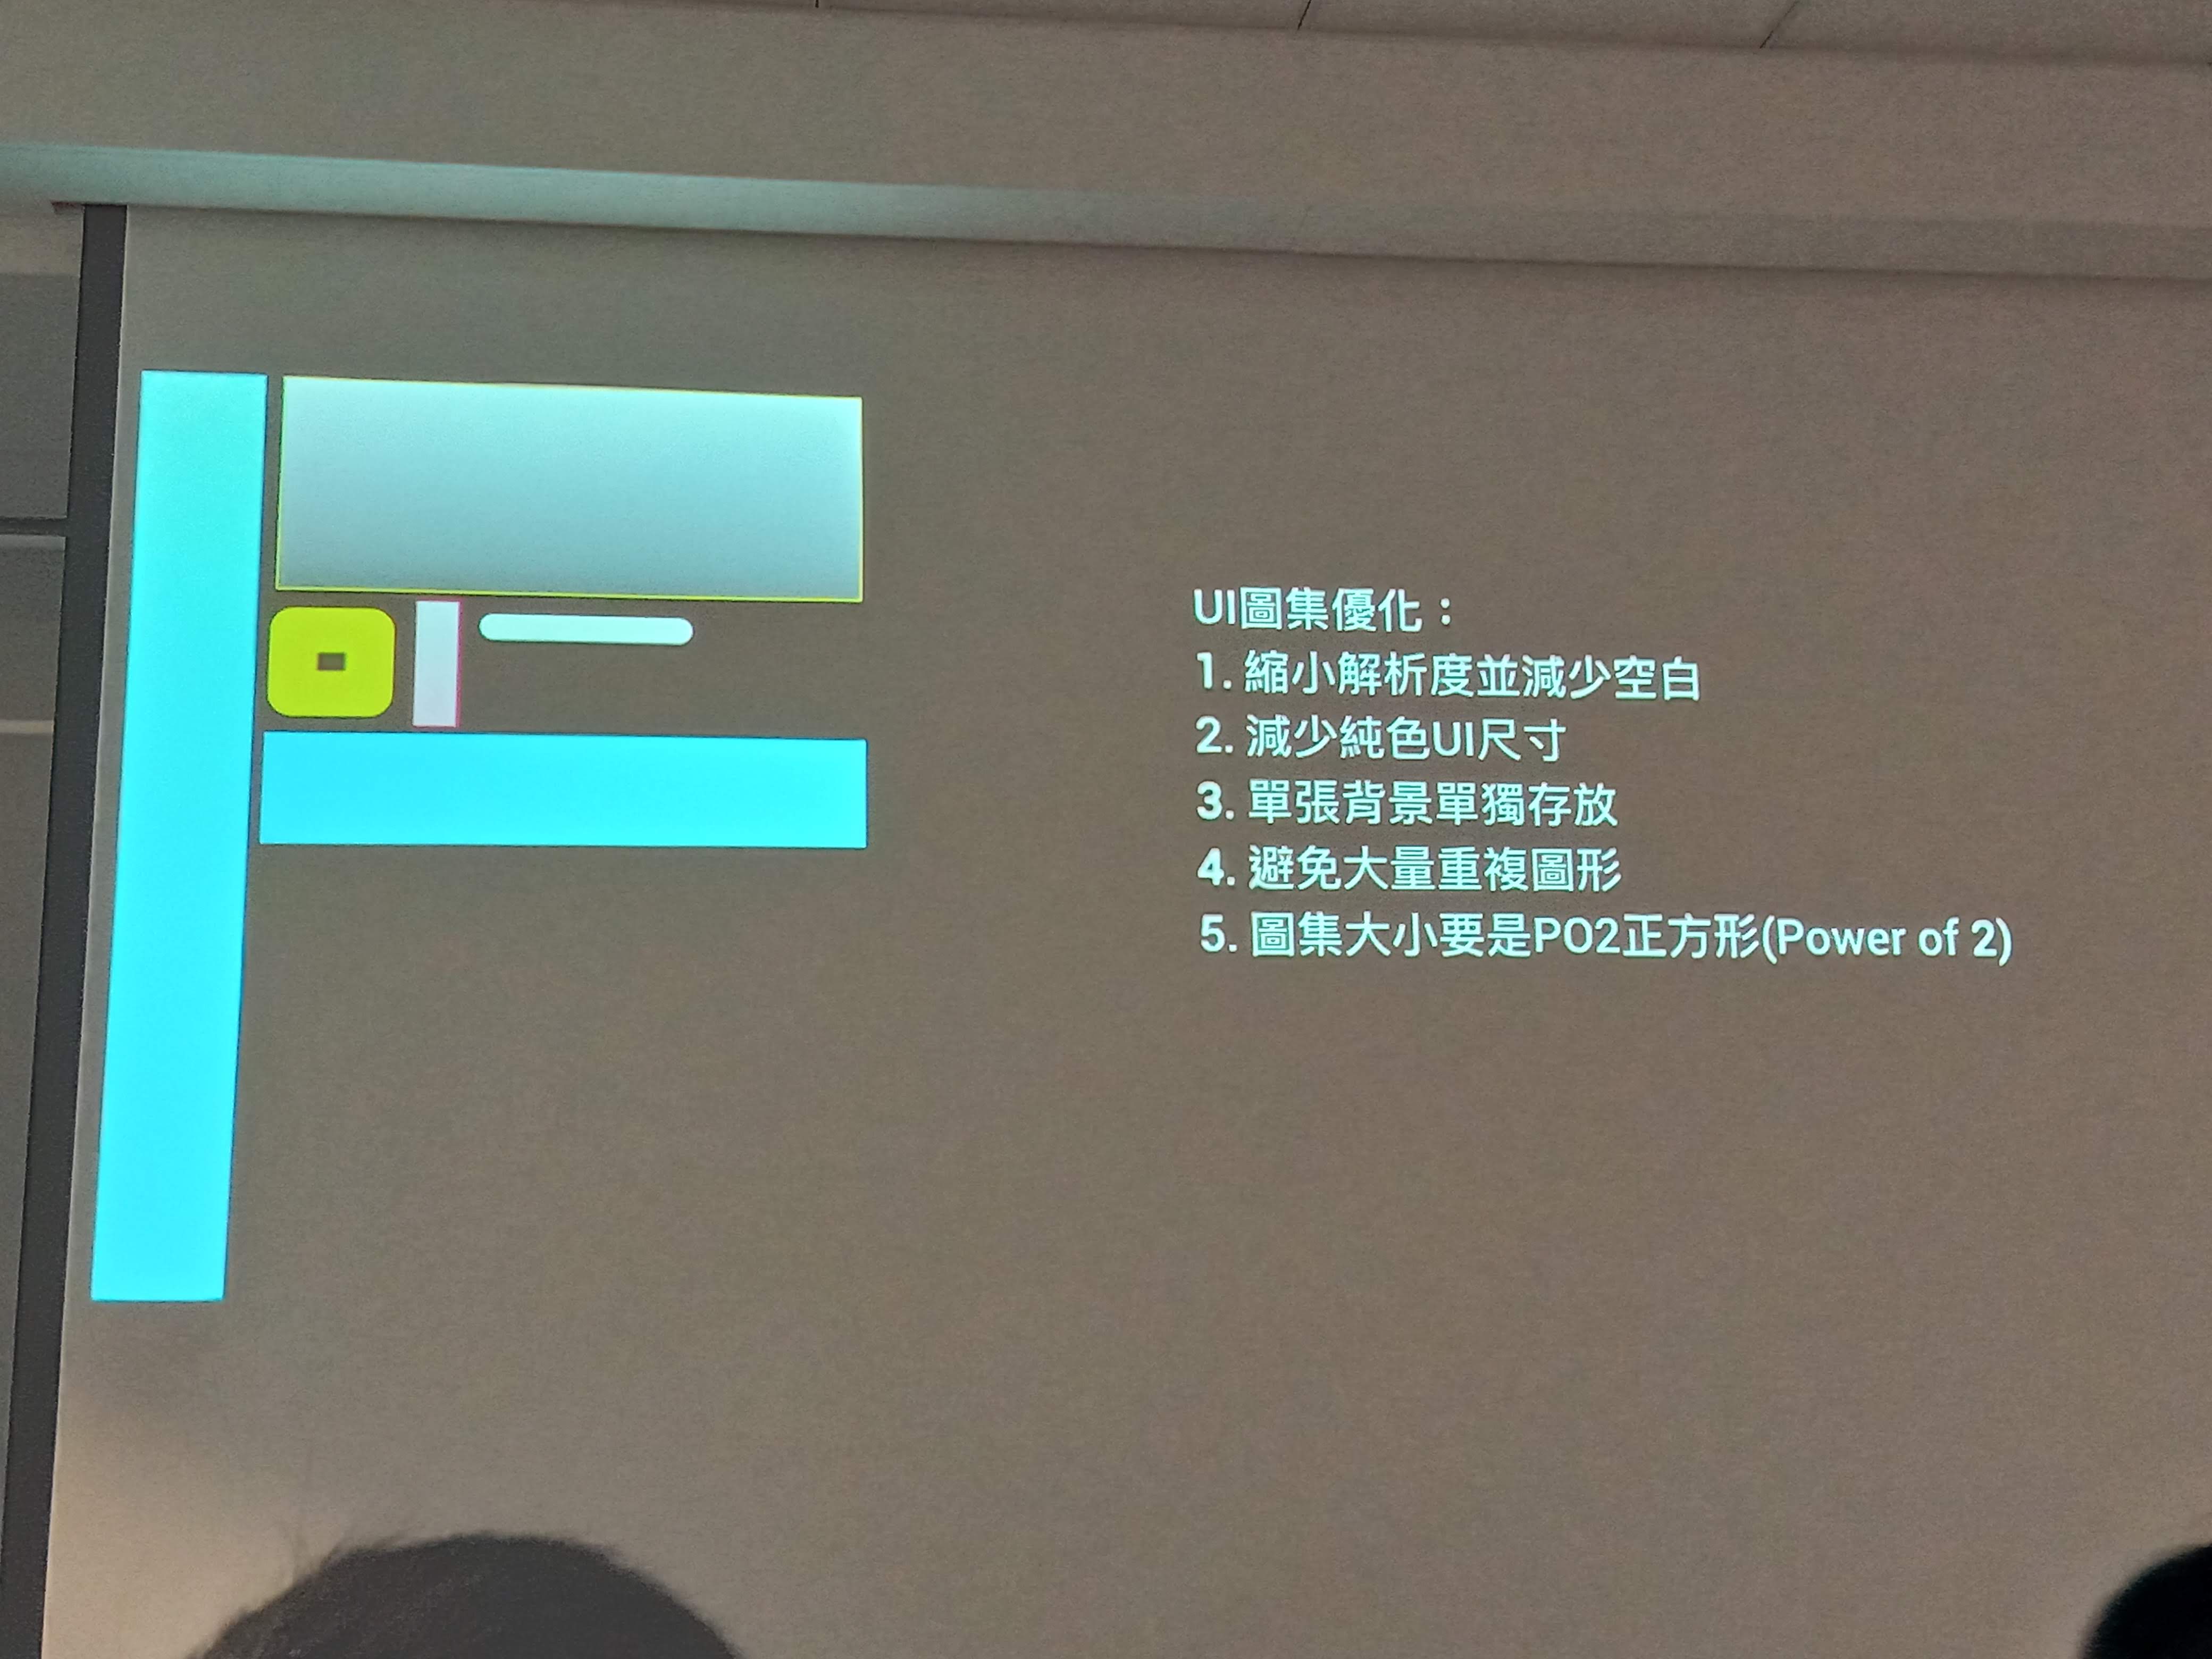 UI圖集優化：
1. 縮小解析度並減少空白
2. 減少純色UI尺寸
3. 單張背景單獨存放
4. 避免大量重複圖形
5. 圖集大小要是PO2正方形(Power of 2)